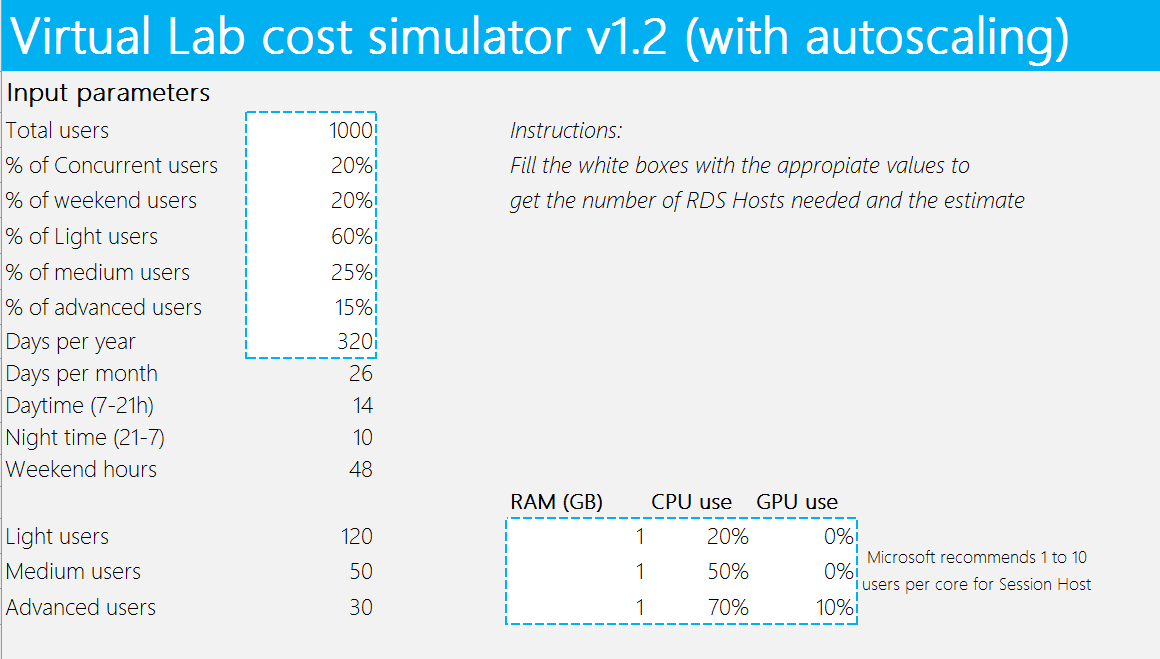 Virtual Lab cost simulator v1.2 (with autoscaling)
Input parameters
Total users 1000
% of Concurrent users 20%
% of weekend users 20%
% of Light users 60%
% of medium users 25%
% of advanced users 15%
Days per year 320
Days per month 26
Daytime (7-21h) 14
Night time (21-7) 10
Weekend hours 48
Instructions:
Fill the white boxes with the appropiate values to
get the number of RDS Hosts needed and the estimate
RAM (GB) CPU use GPU use
Light users 120 1 20% 0%
Medium users 50 1 50% 0%
Advanced users 30 1 70% 10%
Microsoft recommends 1 to 10
users per core for Session Host